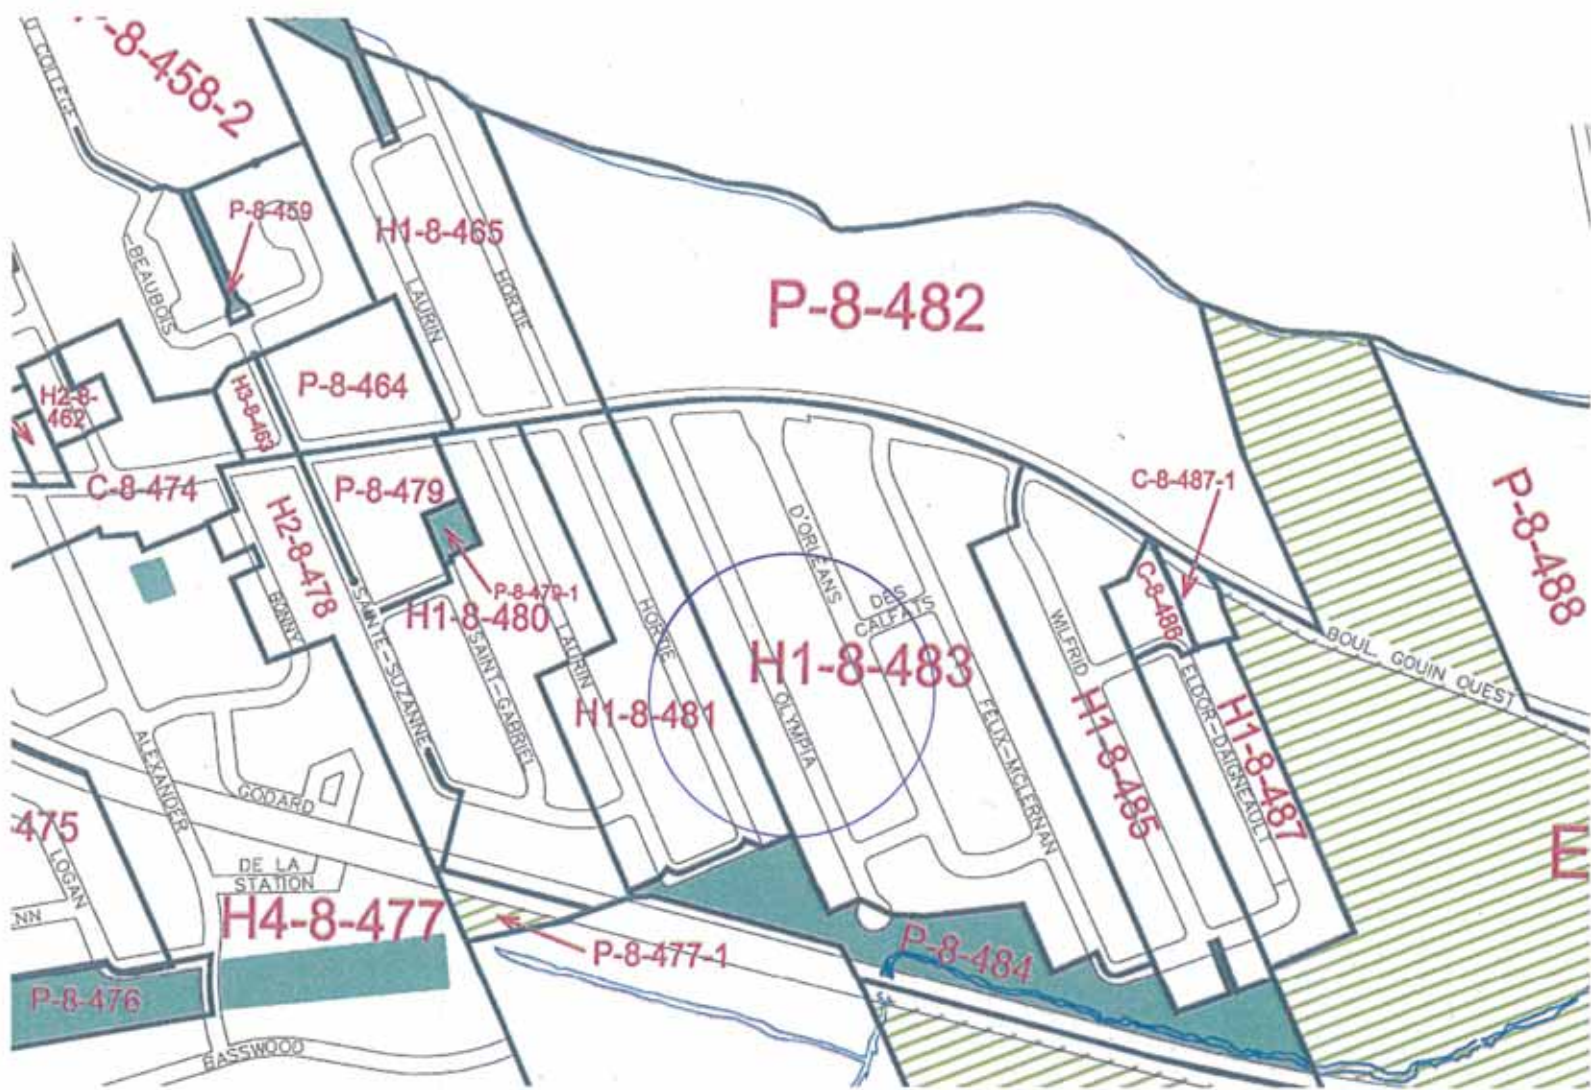 COLLEGE
-8-458-2
P-8-459
BEAUBOIS
H1-8-465
HORTIE
LAURIN
P-8-482
P-8-464
H3-8-463
H2-8-
462
C-8-474
P-8-479
H2-8-478
C-8-487-1
P-8-488
D'ORLEANS
P-8-479-1
H1-8-480
DES
CALFATS
C-8-486
BONNY
SAINTE-SUZANNE
SAINT-GABRIEL
LAURIN
HORTIE
H1-8-481
H1-8-483
OLYMPIA
FELIX-MCLERNAN
WILFRID
H1-8-485
ELDOR-DAIGNEAULT
H1-8-487
BOUL. GOUIN OUEST
ALEXANDER
GODARD
475
LOGAN
DE LA
STATION
NN
H4-8-477
P-8-477-1
P-8-484
E
P-8-476
BASSWOOD